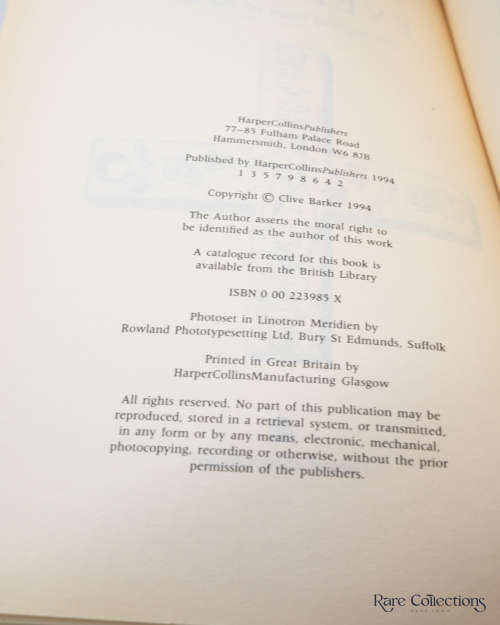 HarperCollinsPublishers
77–85 Fulham Palace Road
Hammersmith, London W6 8JB
Published by HarperCollinsPublishers 1994
1 3 5 7 9 8 6 4 2
Copyright © Clive Barker 1994
The Author asserts the moral right to
be identified as the author of this work
A catalogue record for this book is
available from the British Library
ISBN 0 00 223985 X
Photoset in Linotron Meridien by
Rowland Phototypesetting Ltd, Bury St Edmunds, Suffolk
Printed in Great Britain by
HarperCollinsManufacturing Glasgow
All rights reserved. No part of this publication may be
reproduced, stored in a retrieval system, or transmitted,
in any form or by any means, electronic, mechanical,
photocopying, recording or otherwise, without the prior
permission of the publishers.
Rare Collections